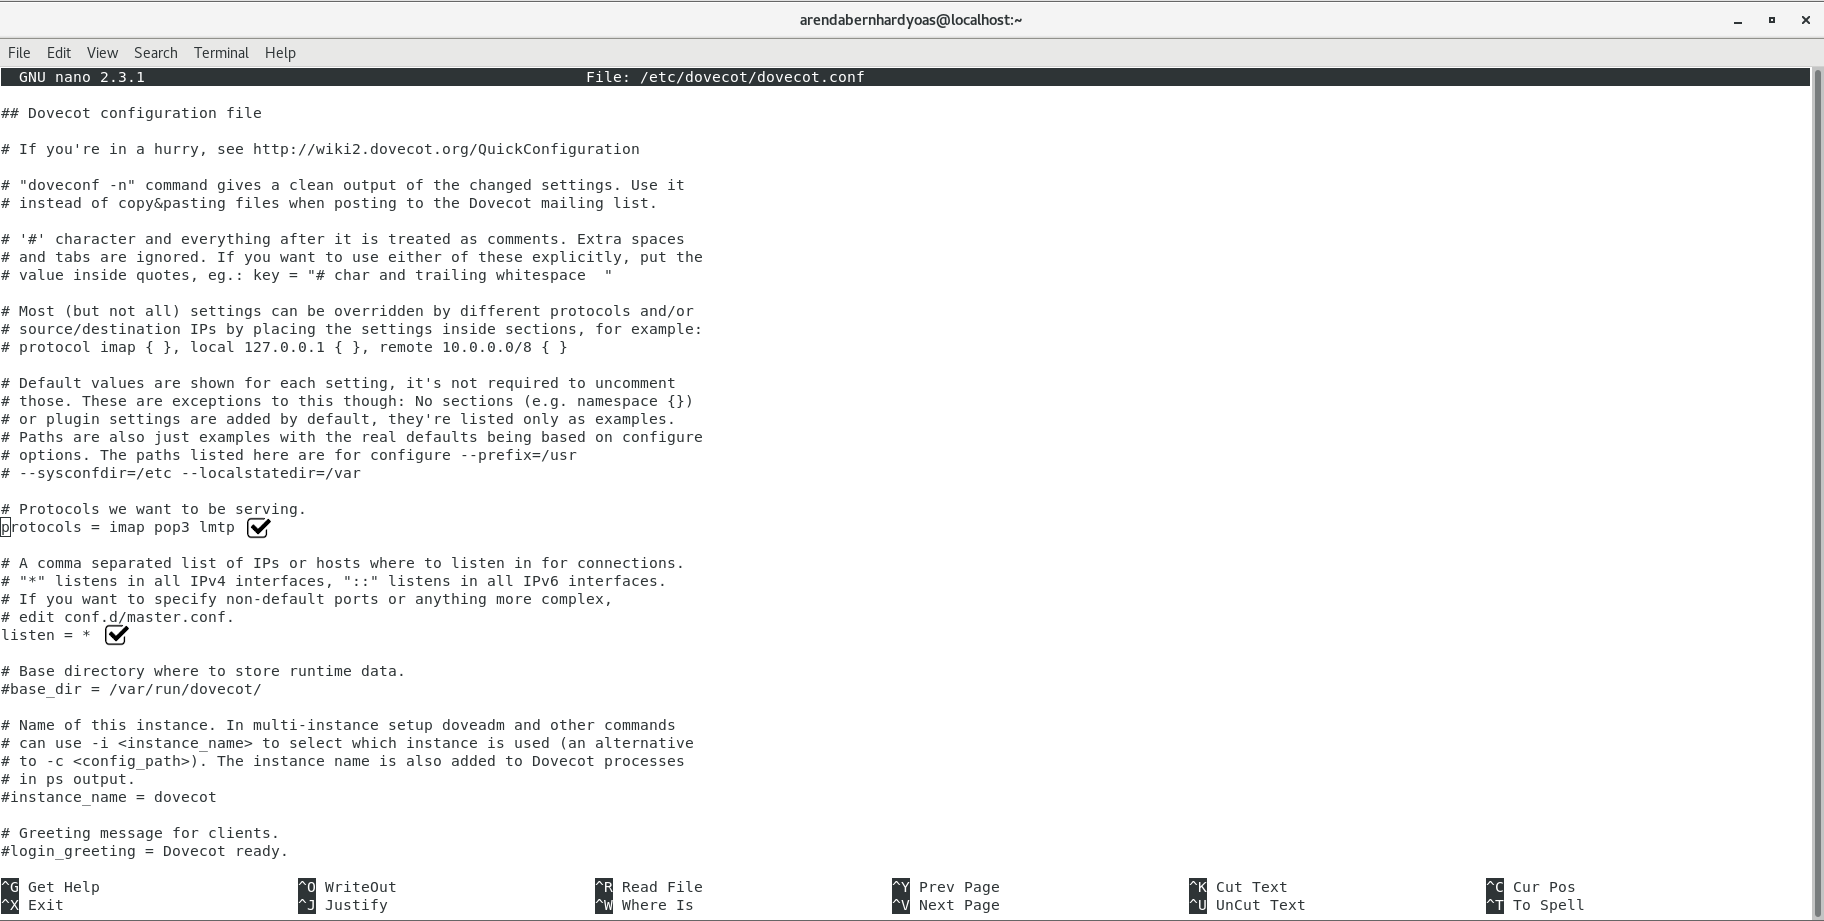 arendabernhardyoas@localhost:~
File Edit View Search Terminal Help
GNU nano 2.3.1 File: /etc/dovecot/dovecot.conf
## Dovecot configuration file
# If you're in a hurry, see http://wiki2.dovecot.org/QuickConfiguration
# "doveconf -n" command gives a clean output of the changed settings. Use it
# instead of copy&pasting files when posting to the Dovecot mailing list.
# '#' character and everything after it is treated as comments. Extra spaces
# and tabs are ignored. If you want to use either of these explicitly, put the
# value inside quotes, eg.: key = "# char and trailing whitespace  "
# Most (but not all) settings can be overridden by different protocols and/or
# source/destination IPs by placing the settings inside sections, for example:
# protocol imap { }, local 127.0.0.1 { }, remote 10.0.0.0/8 { }
# Default values are shown for each setting, it's not required to uncomment
# those. These are exceptions to this though: No sections (e.g. namespace {})
# or plugin settings are added by default, they're listed only as examples.
# Paths are also just examples with the real defaults being based on configure
# options. The paths listed here are for configure --prefix=/usr
# --sysconfdir=/etc --localstatedir=/var
# Protocols we want to be serving.
protocols = imap pop3 lmtp
# A comma separated list of IPs or hosts where to listen in for connections.
# "*" listens in all IPv4 interfaces, "::" listens in all IPv6 interfaces.
# If you want to specify non-default ports or anything more complex,
# edit conf.d/master.conf.
listen = *
# Base directory where to store runtime data.
#base_dir = /var/run/dovecot/
# Name of this instance. In multi-instance setup doveadm and other commands
# can use -i <instance_name> to select which instance is used (an alternative
# to -c <config_path>). The instance name is also added to Dovecot processes
# in ps output.
#instance_name = dovecot
# Greeting message for clients.
#login_greeting = Dovecot ready.
^G Get Help ^O WriteOut ^R Read File ^Y Prev Page ^K Cut Text ^C Cur Pos
^X Exit ^J Justify ^W Where Is ^V Next Page ^U UnCut Text ^T To Spell